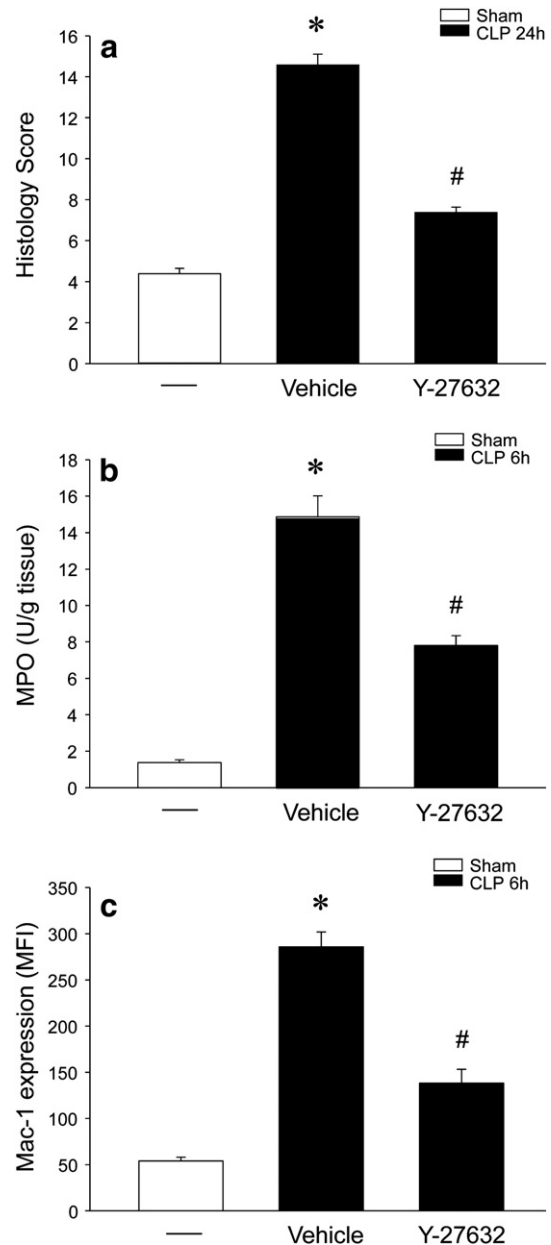 a
Sham
CLP 24h
Histology Score
16
14
12
10
8
6
4
2
0
*
#
—
Vehicle
Y-27632
b
Sham
CLP 6h
MPO (U/g tissue)
18
16
14
12
10
8
6
4
2
0
*
#
—
Vehicle
Y-27632
c
Sham
CLP 6h
Mac-1 expression (MFI)
350
300
250
200
150
100
50
0
*
#
—
Vehicle
Y-27632